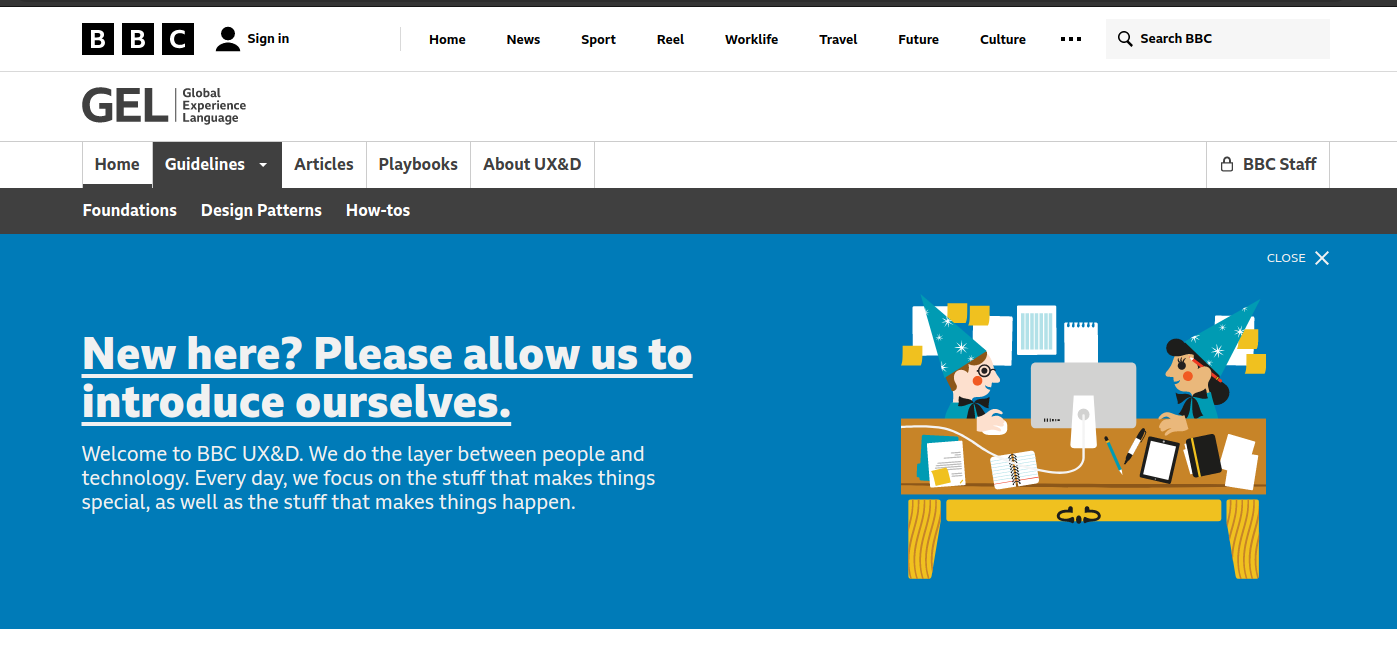 BBC Sign in Home News Sport Reel Worklife Travel Future Culture ... Search BBC
GEL
Global
Experience
Language
Home Guidelines Articles Playbooks About UX&D BBC Staff
Foundations Design Patterns How-tos
CLOSE
New here? Please allow us to
introduce ourselves.
Welcome to BBC UX&D. We do the layer between people and
technology. Every day, we focus on the stuff that makes things
special, as well as the stuff that makes things happen.